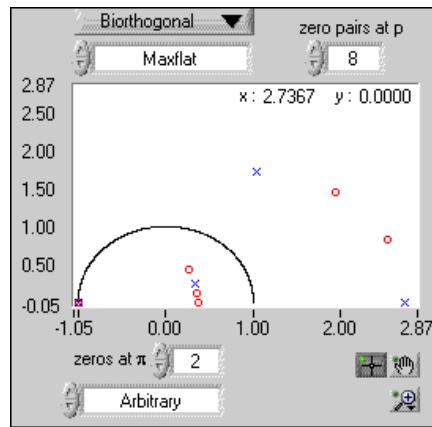 Biorthogonal
zero pairs at p
Maxflat
8
x: 2.7367 y: 0.0000
2.87
2.50
2.00
1.50
1.00
0.50
-0.05
-1.05 0.00 1.00 2.00 2.87
zeros at π 2
Arbitrary